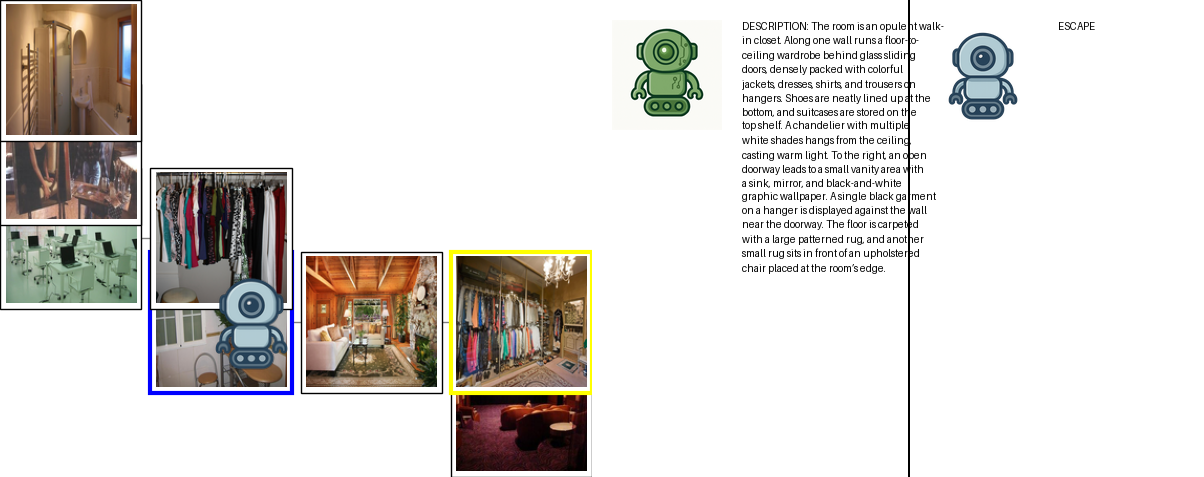 DESCRIPTION: The room is an opulent walk-
in closet. Along one wall runs a floor-to-
ceiling wardrobe behind glass sliding
doors, densely packed with colorful
jackets, dresses, shirts, and trousers on
hangers. Shoes are neatly lined up at the
bottom, and suitcases are stored on the
top shelf. A chandelier with multiple
white shades hangs from the ceiling,
casting warm light. To the right, an open
doorway leads to a small vanity area with
a sink, mirror, and black-and-white
graphic wallpaper. A single black garment
on a hanger is displayed against the wall
near the doorway. The floor is carpeted
with a large patterned rug, and another
small rug sits in front of an upholstered
chair placed at the room's edge.
ESCAPE